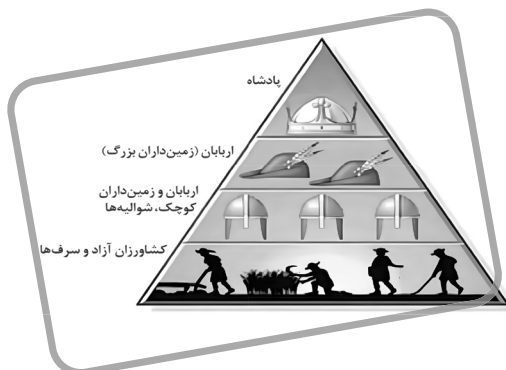 پادشاه
اربابان (زمین‌داران بزرگ)
اربابان و زمین‌داران
کوچک، شوالیه‌ها
کشاورزان آزاد و سرف‌ها